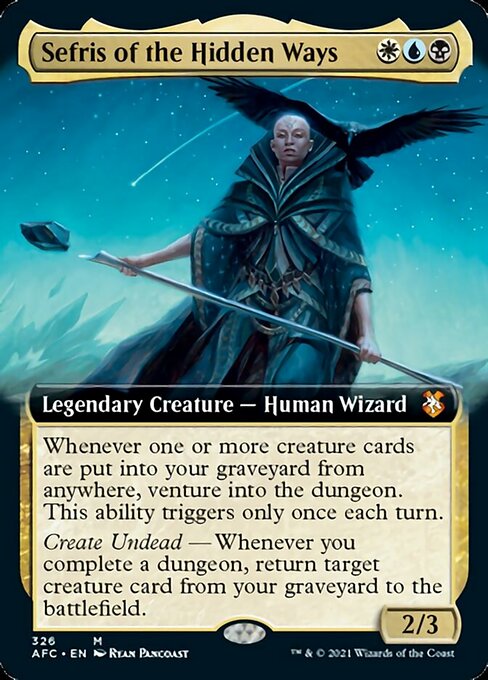 Sefris of the Hidden Ways
Legendary Creature — Human Wizard
Whenever one or more creature cards
are put into your graveyard from
anywhere, venture into the dungeon.
This ability triggers only once each turn.
Create Undead — Whenever you
complete a dungeon, return target
creature card from your graveyard to the
battlefield.
2/3
326 M
AFC • EN Ryan Pancoast
™ & © 2021 Wizards of the Coast